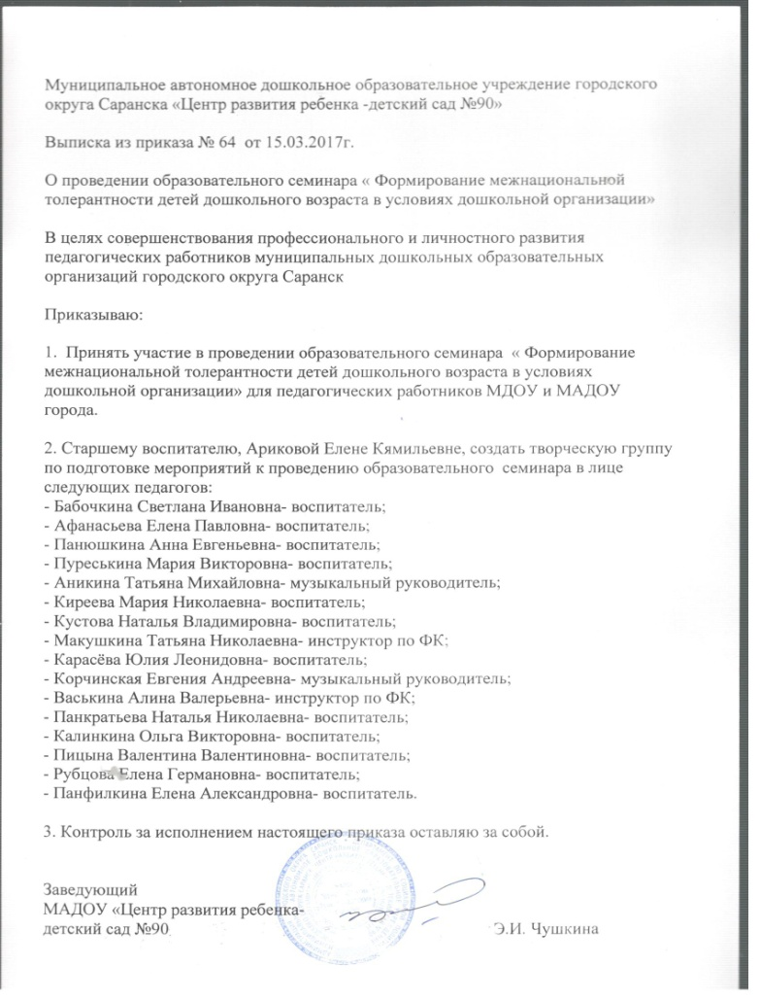 Муниципальное автономное дошкольное образовательное учреждение городского
округа Саранска «Центр развития ребенка -детский сад №90»
Выписка из приказа № 64 от 15.03.2017г.
О проведении образовательного семинара « Формирование межнациональной
толерантности детей дошкольного возраста в условиях дошкольной организации»
В целях совершенствования профессионального и личностного развития
педагогических работников муниципальных дошкольных образовательных
организаций городского округа Саранск
Приказываю:
1. Принять участие в проведении образовательного семинара « Формирование
межнациональной толерантности детей дошкольного возраста в условиях
дошкольной организации» для педагогических работников МДОУ и МАДОУ
города.
2. Старшему воспитателю, Ариковой Елене Кямильевне, создать творческую группу
по подготовке мероприятий к проведению образовательного семинара в лице
следующих педагогов:
- Бабочкина Светлана Ивановна- воспитатель;
- Афанасьева Елена Павловна- воспитатель;
- Панюшкина Анна Евгеньевна- воспитатель;
- Пуреськина Мария Викторовна- воспитатель;
- Аникина Татьяна Михайловна- музыкальный руководитель;
- Киреева Мария Николаевна- воспитатель;
- Кустова Наталья Владимировна- воспитатель;
- Макушкина Татьяна Николаевна- инструктор по ФК;
- Карасёва Юлия Леонидовна- воспитатель;
- Корчинская Евгения Андреевна- музыкальный руководитель;
- Васькина Алина Валерьевна- инструктор по ФК;
- Панкратьева Наталья Николаевна- воспитатель;
- Калинкина Ольга Викторовна- воспитатель;
- Пицына Валентина Валентиновна- воспитатель;
- Рубцова Елена Германовна- воспитатель;
- Панфилкина Елена Александровна- воспитатель.
3. Контроль за исполнением настоящего приказа оставляю за собой.
Заведующий
МАДОУ «Центр развития ребенка-
детский сад №90 Э.И. Чушкина